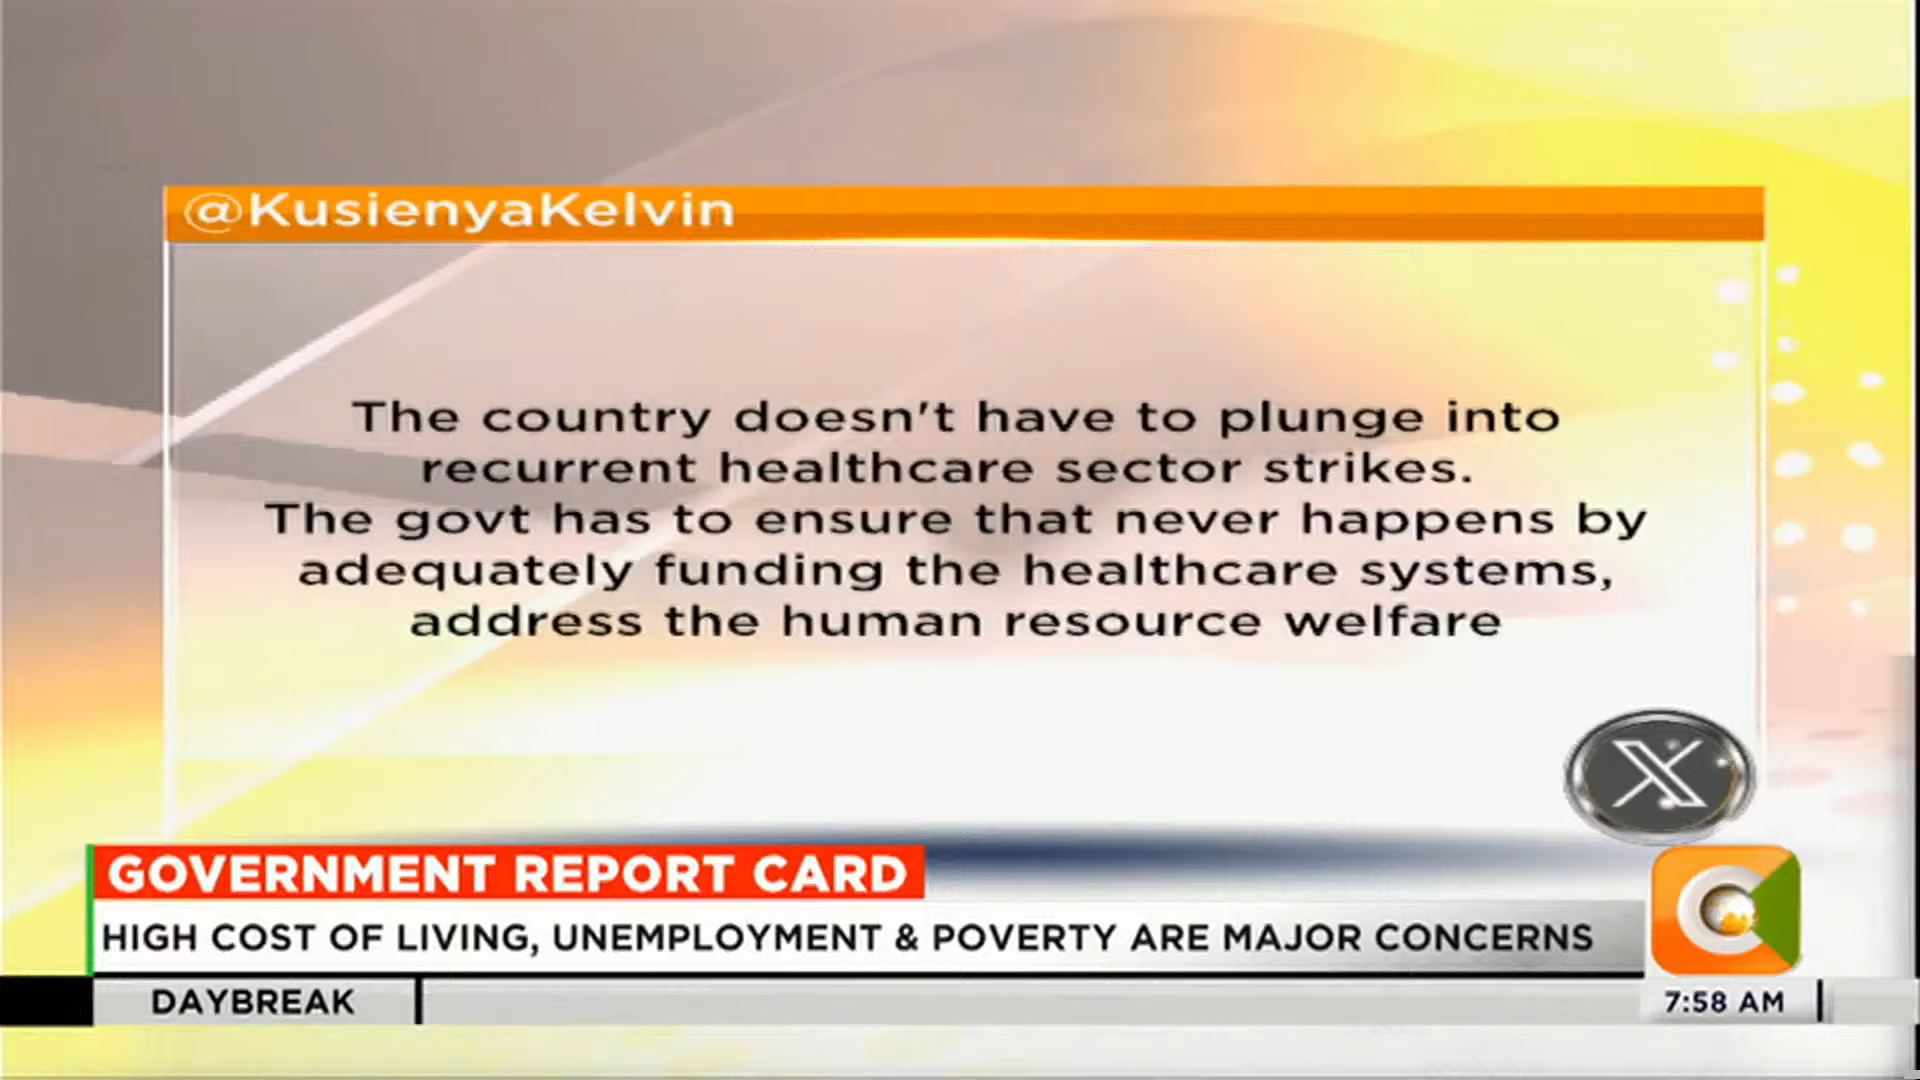 @KusienyaKelvin
The country doesn't have to plunge into
recurrent healthcare sector strikes.
The govt has to ensure that never happens by
adequately funding the healthcare systems,
address the human resource welfare
GOVERNMENT REPORT CARD
HIGH COST OF LIVING, UNEMPLOYMENT & POVERTY ARE MAJOR CONCERNS
DAYBREAK
7:58 AM